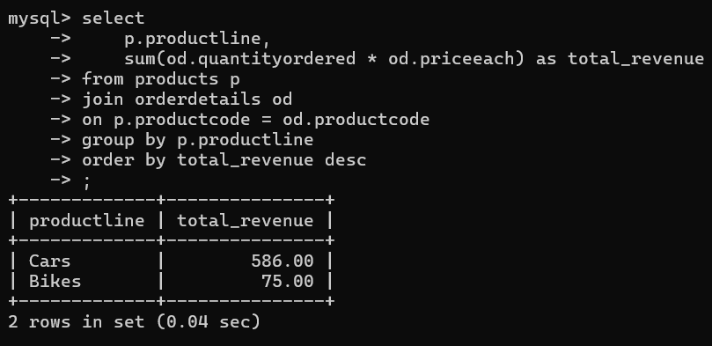 mysql> select
    ->     p.productline,
    ->     sum(od.quantityordered * od.priceeach) as total_revenue
    -> from products p
    -> join orderdetails od
    -> on p.productcode = od.productcode
    -> group by p.productline
    -> order by total_revenue desc
    -> ;
+-------------+---------------+
| productline | total_revenue |
+-------------+---------------+
| Cars        |        586.00 |
| Bikes       |         75.00 |
+-------------+---------------+
2 rows in set (0.04 sec)